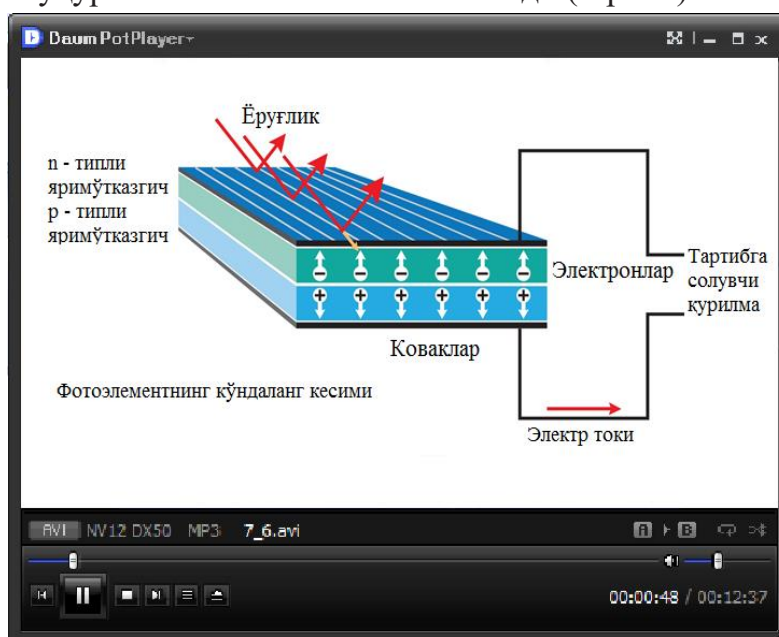 Daum PotPlayer
Ёруғлик
n - типли
яримўтказгич
p - типли
яримўтказгич
Электронлар
Тартибга
солувчи
курилма
Коваклар
Фотоэлементнинг кўндаланг кесими
Электр токи
AVI NV12 DX50 MP3 7_6.avi
A B
00:00:48 / 00:12:37